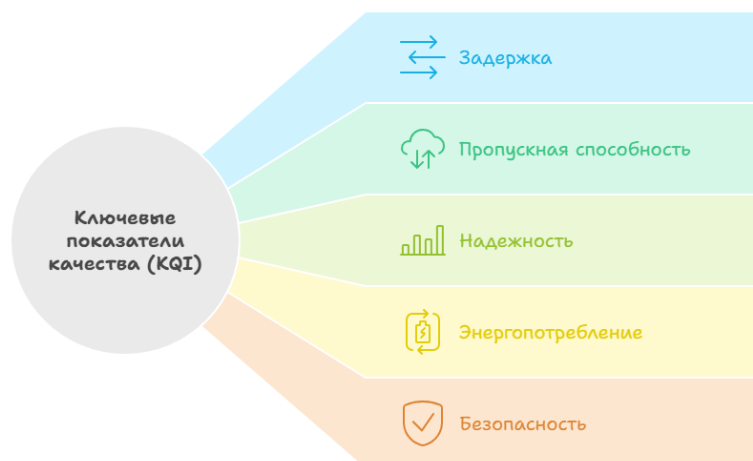 Ключевые
показатели
качества (KQI)
Задержка
Пропускная способность
Надежность
Энергопотребление
Безопасность